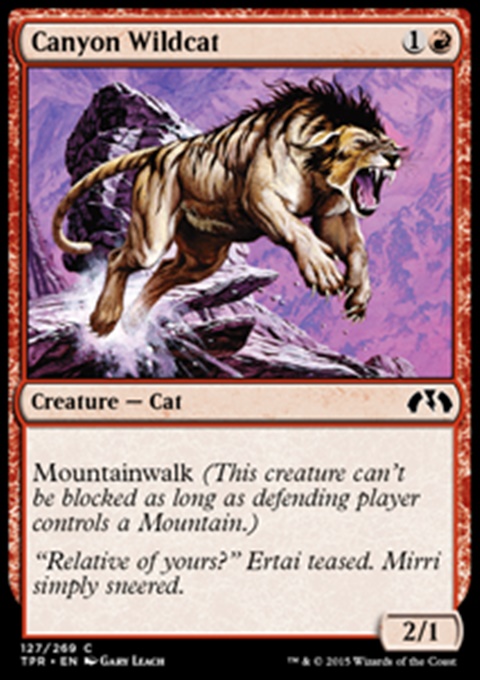 Canyon Wildcat 1
Creature — Cat
Mountainwalk (This creature can't
be blocked as long as defending player
controls a Mountain.)
"Relative of yours?" Ertai teased. Mirri
simply sneered.
2/1
127/269 C
TPR • EN Gary Leach
™ & © 2015 Wizards of the Coast